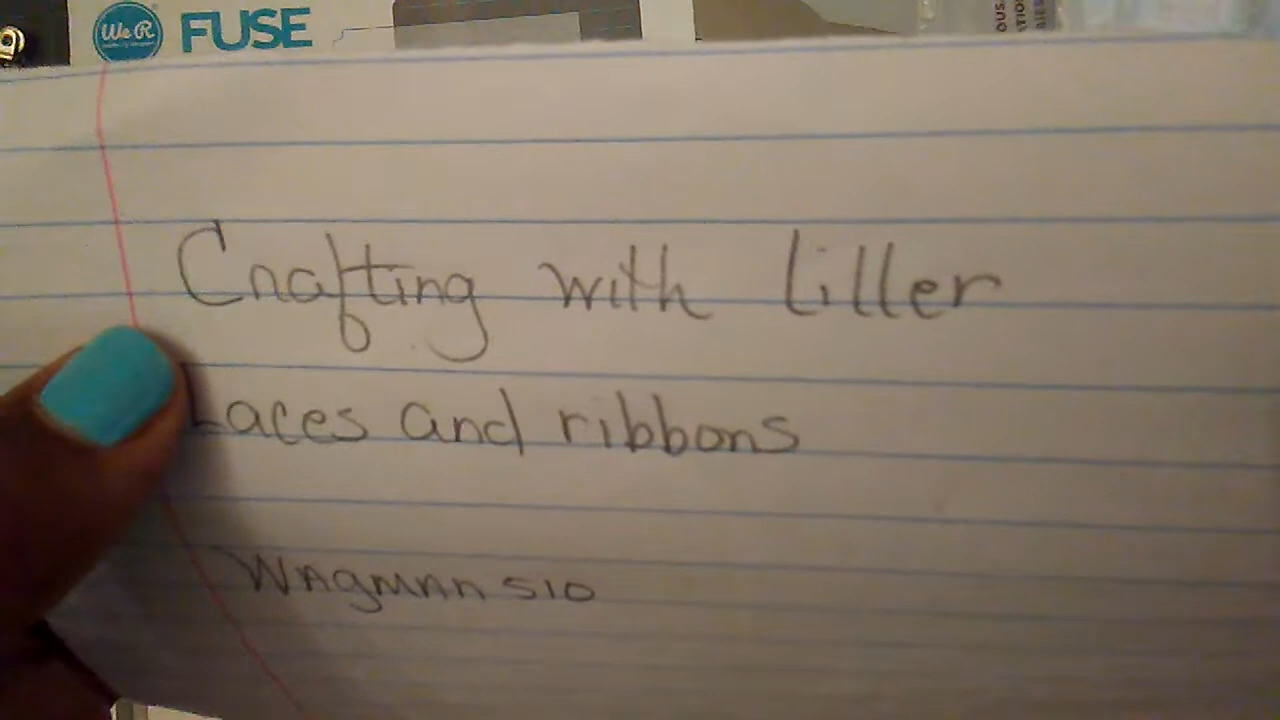 We R
FUSE
Crafting with liller
Laces and ribbons
Wagman510